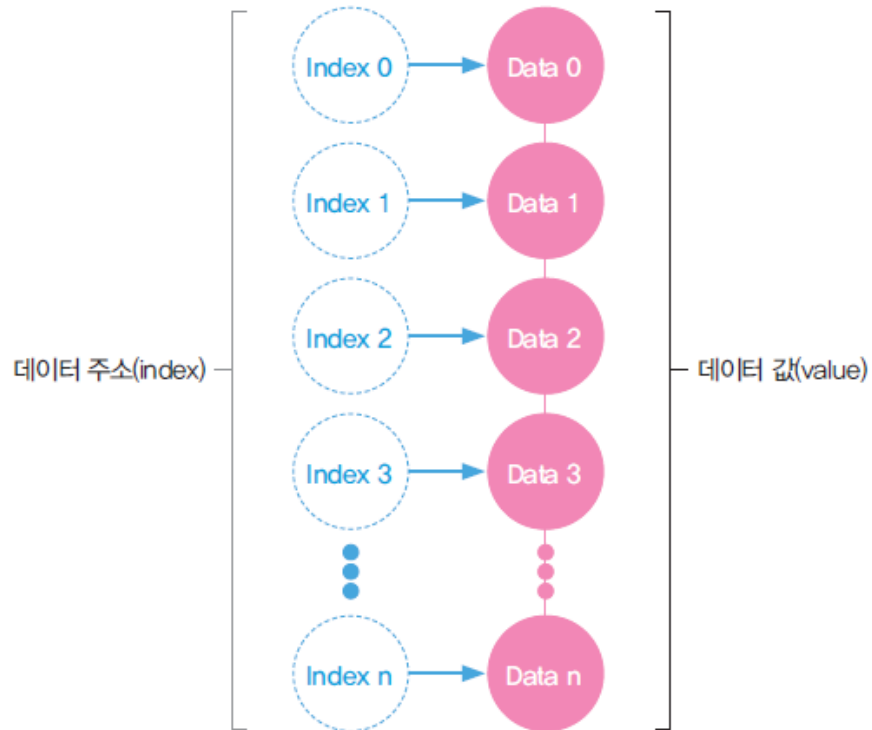 Index 0
Data 0
Index 1
Data 1
Index 2
Data 2
데이터 주소(index)
데이터 값(value)
Index 3
Data 3
Index n
Data n